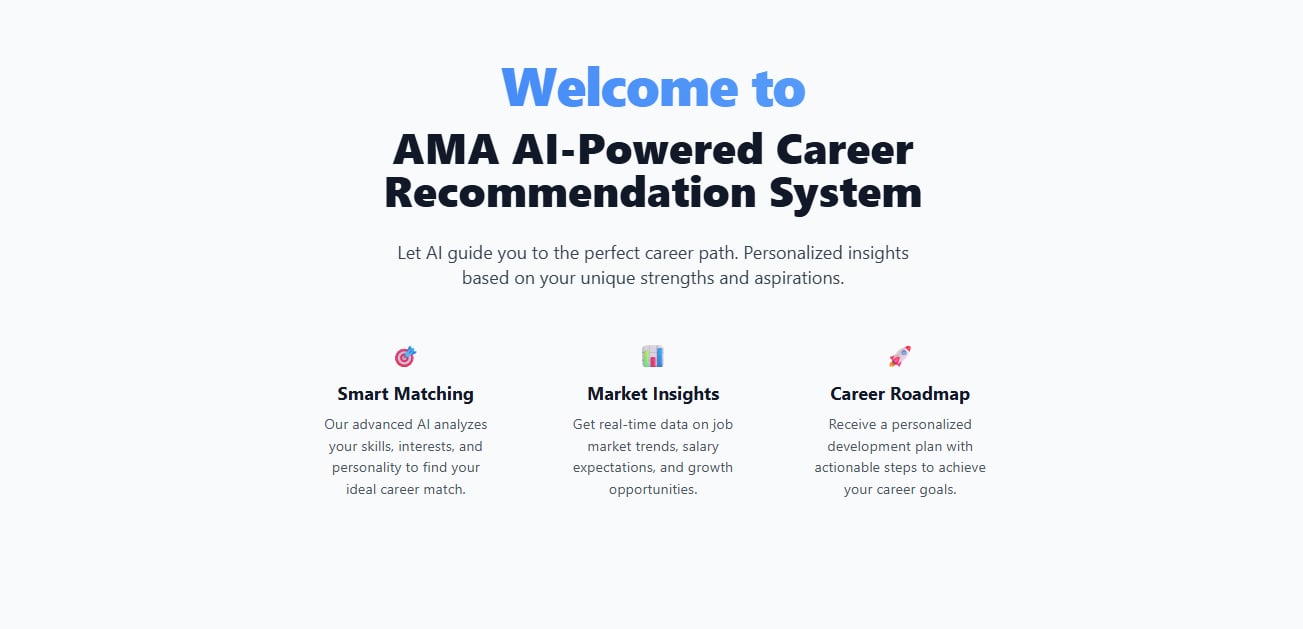 Welcome to
AMA AI-Powered Career
Recommendation System
Let AI guide you to the perfect career path. Personalized insights
based on your unique strengths and aspirations.
Smart Matching
Our advanced AI analyzes
your skills, interests, and
personality to find your
ideal career match.
Market Insights
Get real-time data on job
market trends, salary
expectations, and growth
opportunities.
Career Roadmap
Receive a personalized
development plan with
actionable steps to achieve
your career goals.